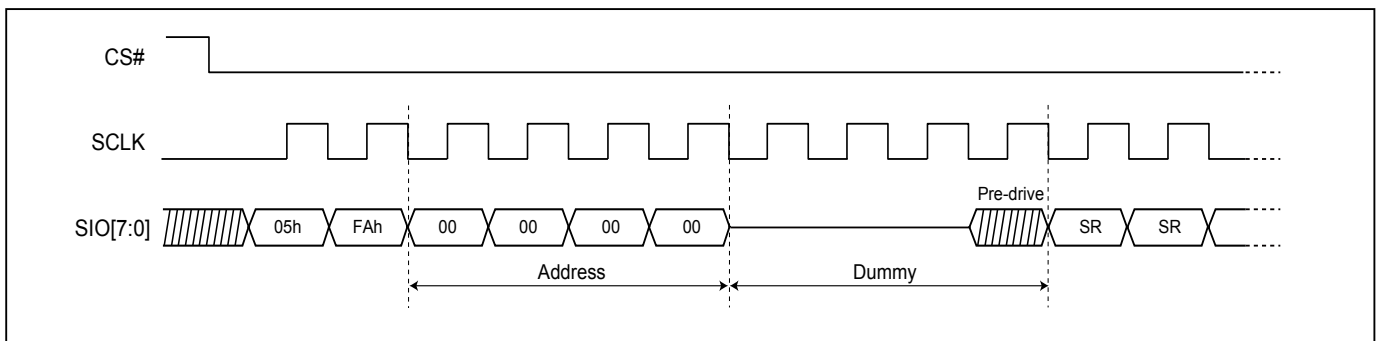 CS#
SCLK
Pre-drive
SIO[7:0] 05h FAh 00 00 00 00 SR SR
Address Dummy